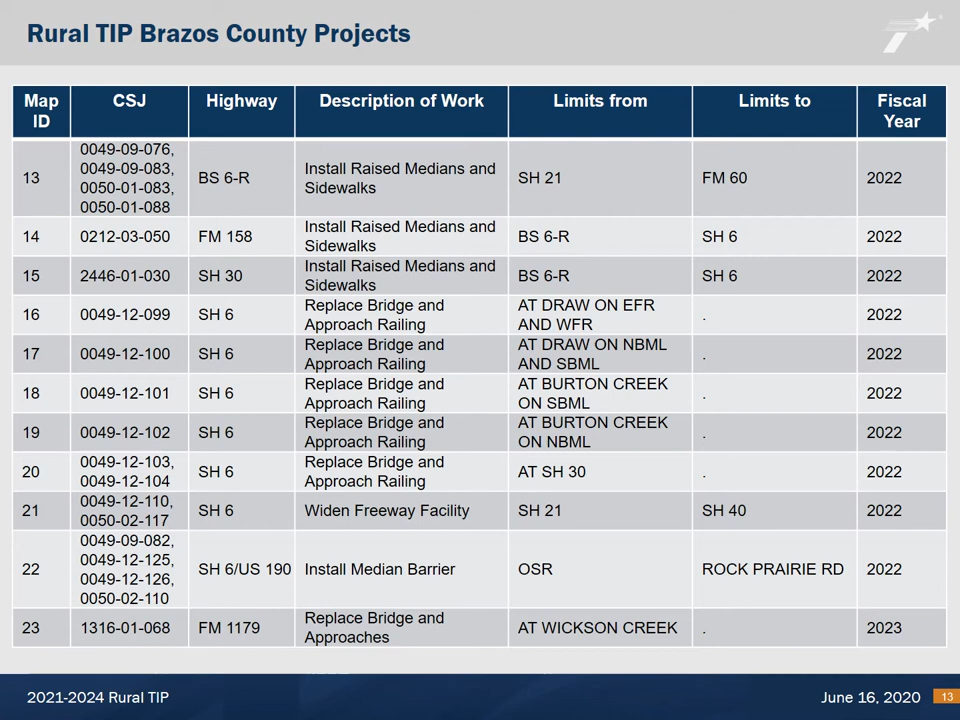 Rural TIP Brazos County Projects
Map ID CSJ Highway Description of Work Limits from Limits to Fiscal Year
13 0049-09-076, 0049-09-083, 0050-01-083, 0050-01-088 BS 6-R Install Raised Medians and Sidewalks SH 21 FM 60 2022
14 0212-03-050 FM 158 Install Raised Medians and Sidewalks BS 6-R SH 6 2022
15 2446-01-030 SH 30 Install Raised Medians and Sidewalks BS 6-R SH 6 2022
16 0049-12-099 SH 6 Replace Bridge and Approach Railing AT DRAW ON EFR AND WFR . 2022
17 0049-12-100 SH 6 Replace Bridge and Approach Railing AT DRAW ON NBML AND SBML . 2022
18 0049-12-101 SH 6 Replace Bridge and Approach Railing AT BURTON CREEK ON SBML . 2022
19 0049-12-102 SH 6 Replace Bridge and Approach Railing AT BURTON CREEK ON NBML . 2022
20 0049-12-103, 0049-12-104 SH 6 Replace Bridge and Approach Railing AT SH 30 . 2022
21 0049-12-110, 0050-02-117 SH 6 Widen Freeway Facility SH 21 SH 40 2022
22 0049-09-082, 0049-12-125, 0049-12-126, 0050-02-110 SH 6/US 190 Install Median Barrier OSR ROCK PRAIRIE RD 2022
23 1316-01-068 FM 1179 Replace Bridge and Approaches AT WICKSON CREEK . 2023
2021-2024 Rural TIP June 16, 2020 13